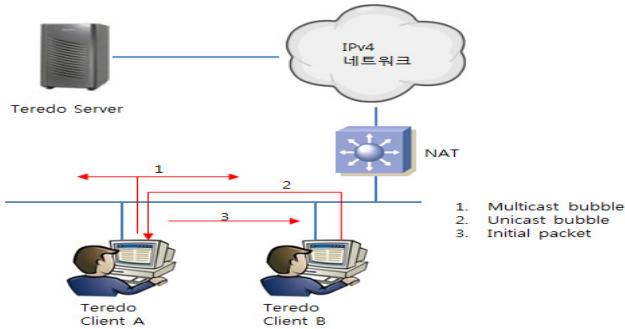 IPv4
네트워크
Teredo Server
NAT
1
2
3
1. Multicast bubble
2. Unicast bubble
3. Initial packet
Teredo
Client A
Teredo
Client B